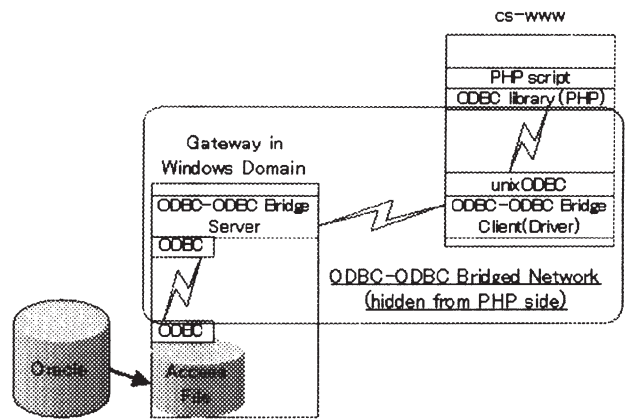 cs-www
PHP script
ODBC library(PHP)
Gateway in
Windows Domain
unixODBC
ODBC-ODBC Bridge
Server
ODBC-ODBC Bridge
Client(Driver)
ODBC
ODBC-ODBC Bridged Network
(hidden from PHP side)
ODBC
Oracle
Access
File